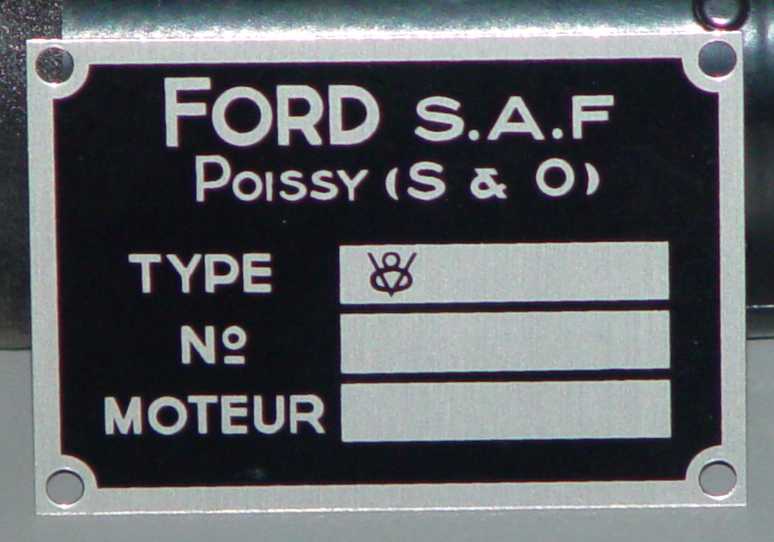 FORD S.A.F
POISSY (S & O)
TYPE V8
Nº
MOTEUR